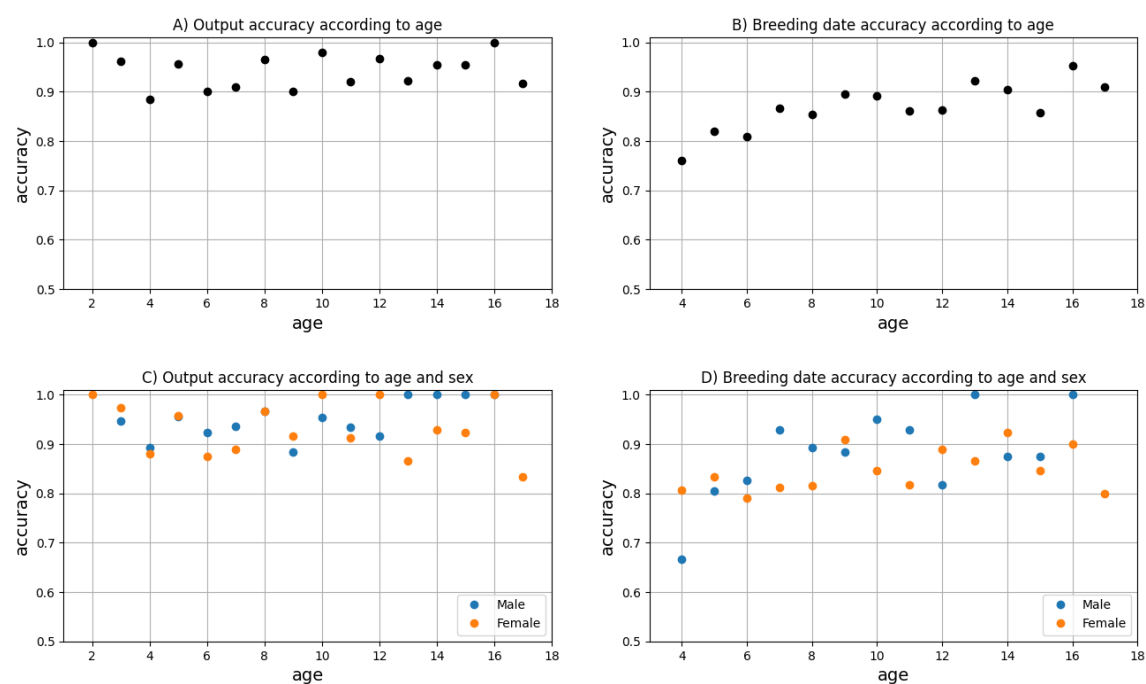 A) Output accuracy according to age
1.0
0.9
0.8
0.7
0.6
0.5
accuracy
2 4 6 8 10 12 14 16 18
age
B) Breeding date accuracy according to age
1.0
0.9
0.8
0.7
0.6
0.5
accuracy
4 6 8 10 12 14 16 18
age
C) Output accuracy according to age and sex
1.0
0.9
0.8
0.7
0.6
0.5
accuracy
Male
Female
2 4 6 8 10 12 14 16 18
age
D) Breeding date accuracy according to age and sex
1.0
0.9
0.8
0.7
0.6
0.5
accuracy
Male
Female
4 6 8 10 12 14 16 18
age